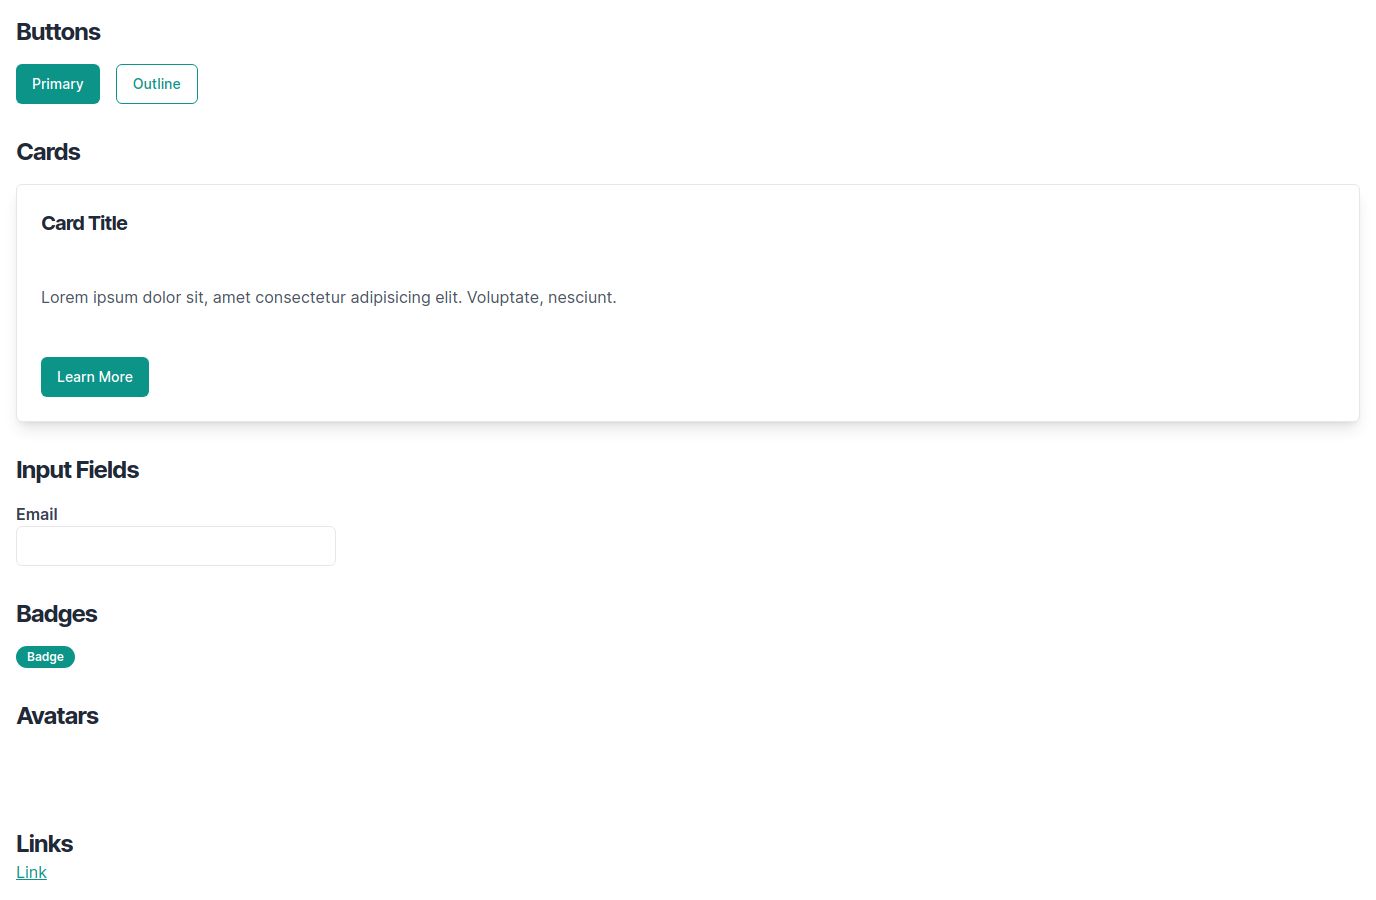 Buttons
Primary Outline
Cards
Card Title
Lorem ipsum dolor sit, amet consectetur adipisicing elit. Voluptate, nesciunt.
Learn More
Input Fields
Email
Badges
Badge
Avatars
Links
Link